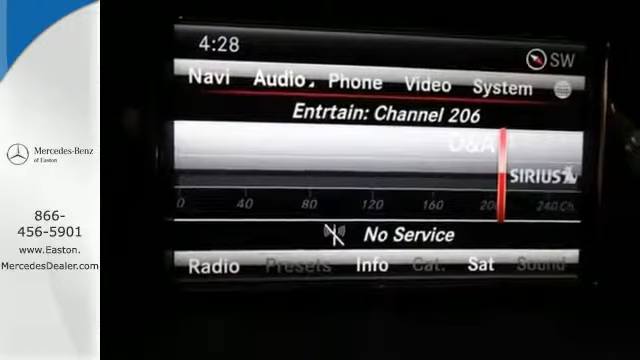 Mercedes-Benz
of Easton
866-
456-5901
www.Easton.
MercedesDealer.com
4:28
SW
Navi Audio Phone Video System
Entrtain: Channel 206
O&A
SIRIUS
0 40 80 120 160 240 Ch.
No Service
Radio Presets Info Cat. Sat Sound